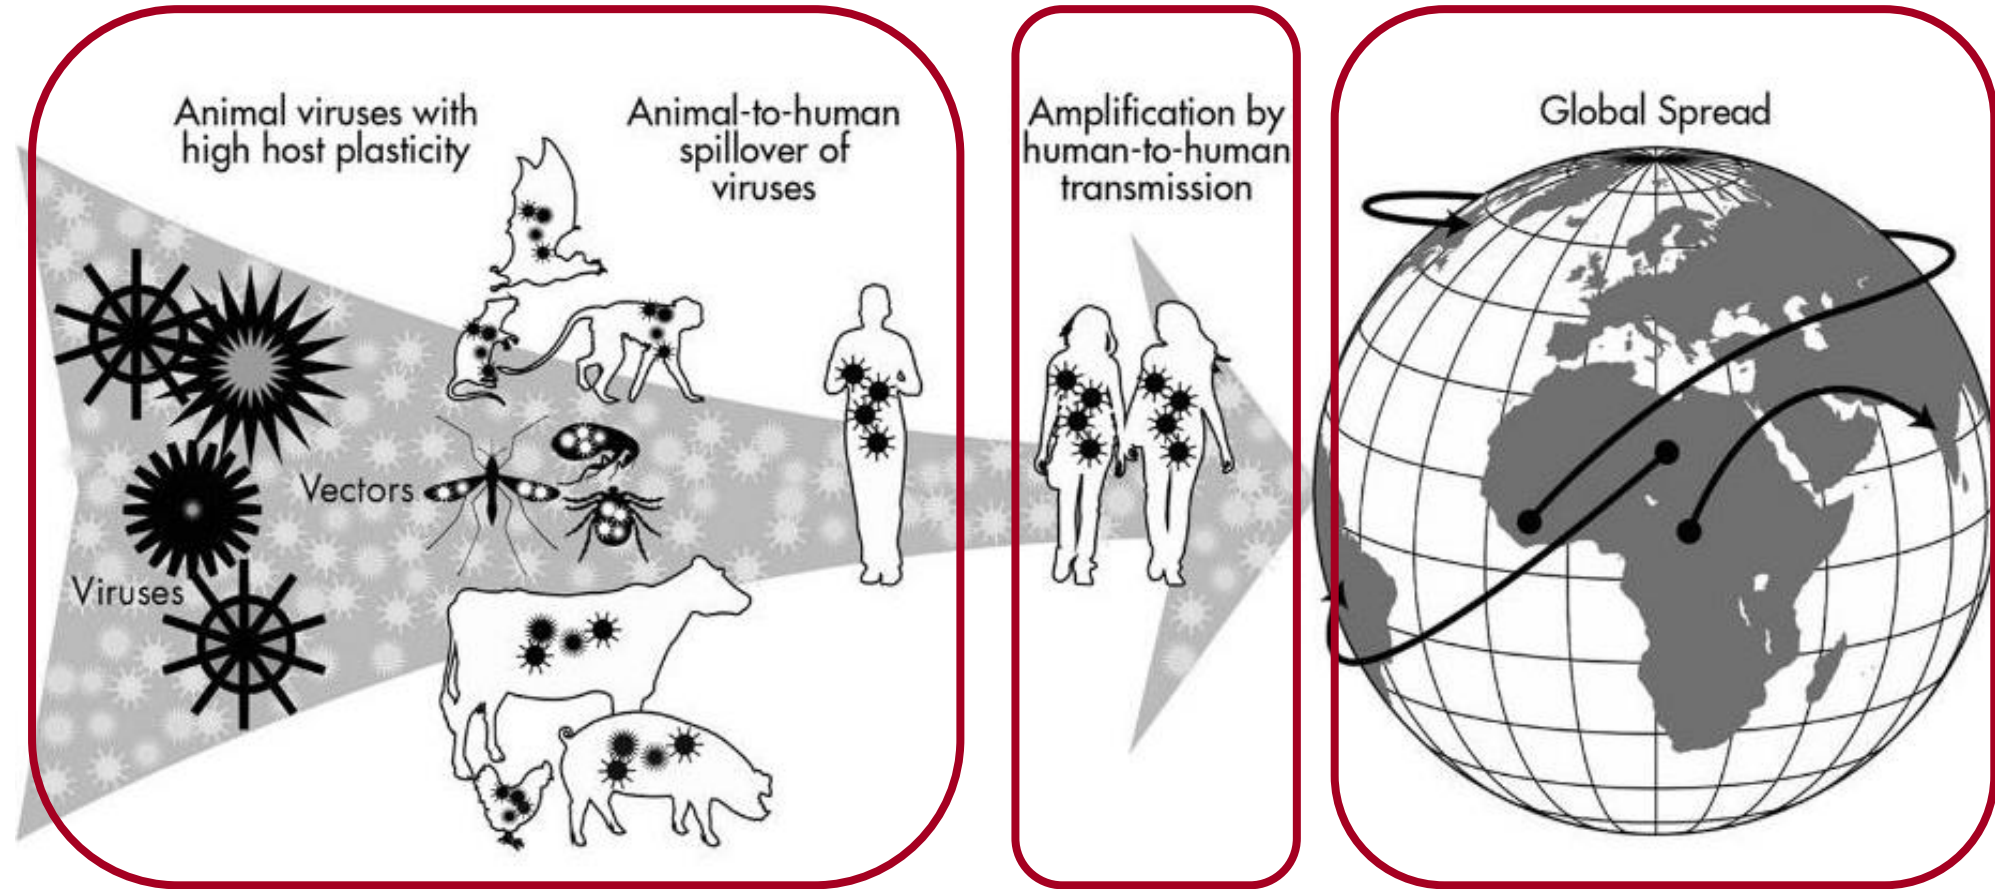 Animal viruses with
high host plasticity
Animal-to-human
spillover of
viruses
Amplification by
human-to-human
transmission
Global Spread
Vectors
Viruses